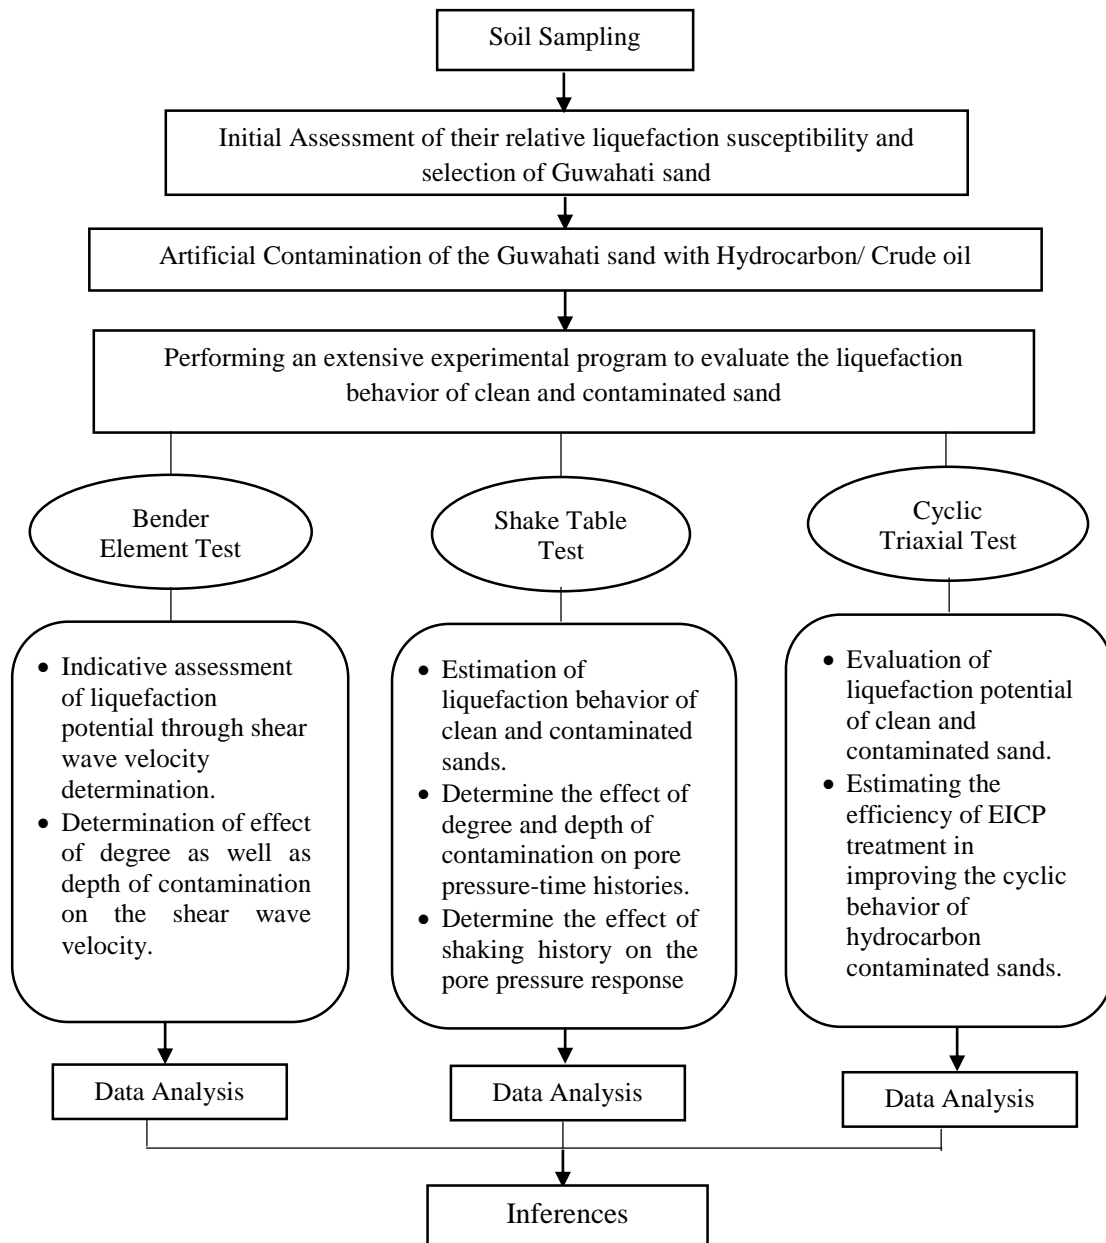 Soil Sampling
Initial Assessment of their relative liquefaction susceptibility and
selection of Guwahati sand
Artificial Contamination of the Guwahati sand with Hydrocarbon/ Crude oil
Performing an extensive experimental program to evaluate the liquefaction
behavior of clean and contaminated sand
Bender
Element Test
Shake Table
Test
Cyclic
Triaxial Test
• Indicative assessment
of liquefaction
potential through shear
wave velocity
determination.
• Determination of effect
of degree as well as
depth of contamination
on the shear wave
velocity.
• Estimation of
liquefaction behavior of
clean and contaminated
sands.
• Determine the effect of
degree and depth of
contamination on pore
pressure-time histories.
• Determine the effect of
shaking history on the
pore pressure response
• Evaluation of
liquefaction potential
of clean and
contaminated sand.
• Estimating the
efficiency of EICP
treatment in
improving the cyclic
behavior of
hydrocarbon
contaminated sands.
Data Analysis
Data Analysis
Data Analysis
Inferences